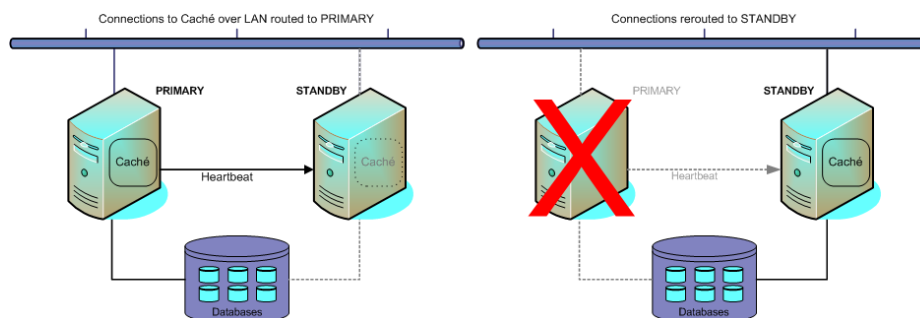 Connections to Caché over LAN routed to PRIMARY
PRIMARY
STANDBY
Caché
Caché
Heartbeat
Databases
Connections rerouted to STANDBY
PRIMARY
STANDBY
Caché
Heartbeat
Databases